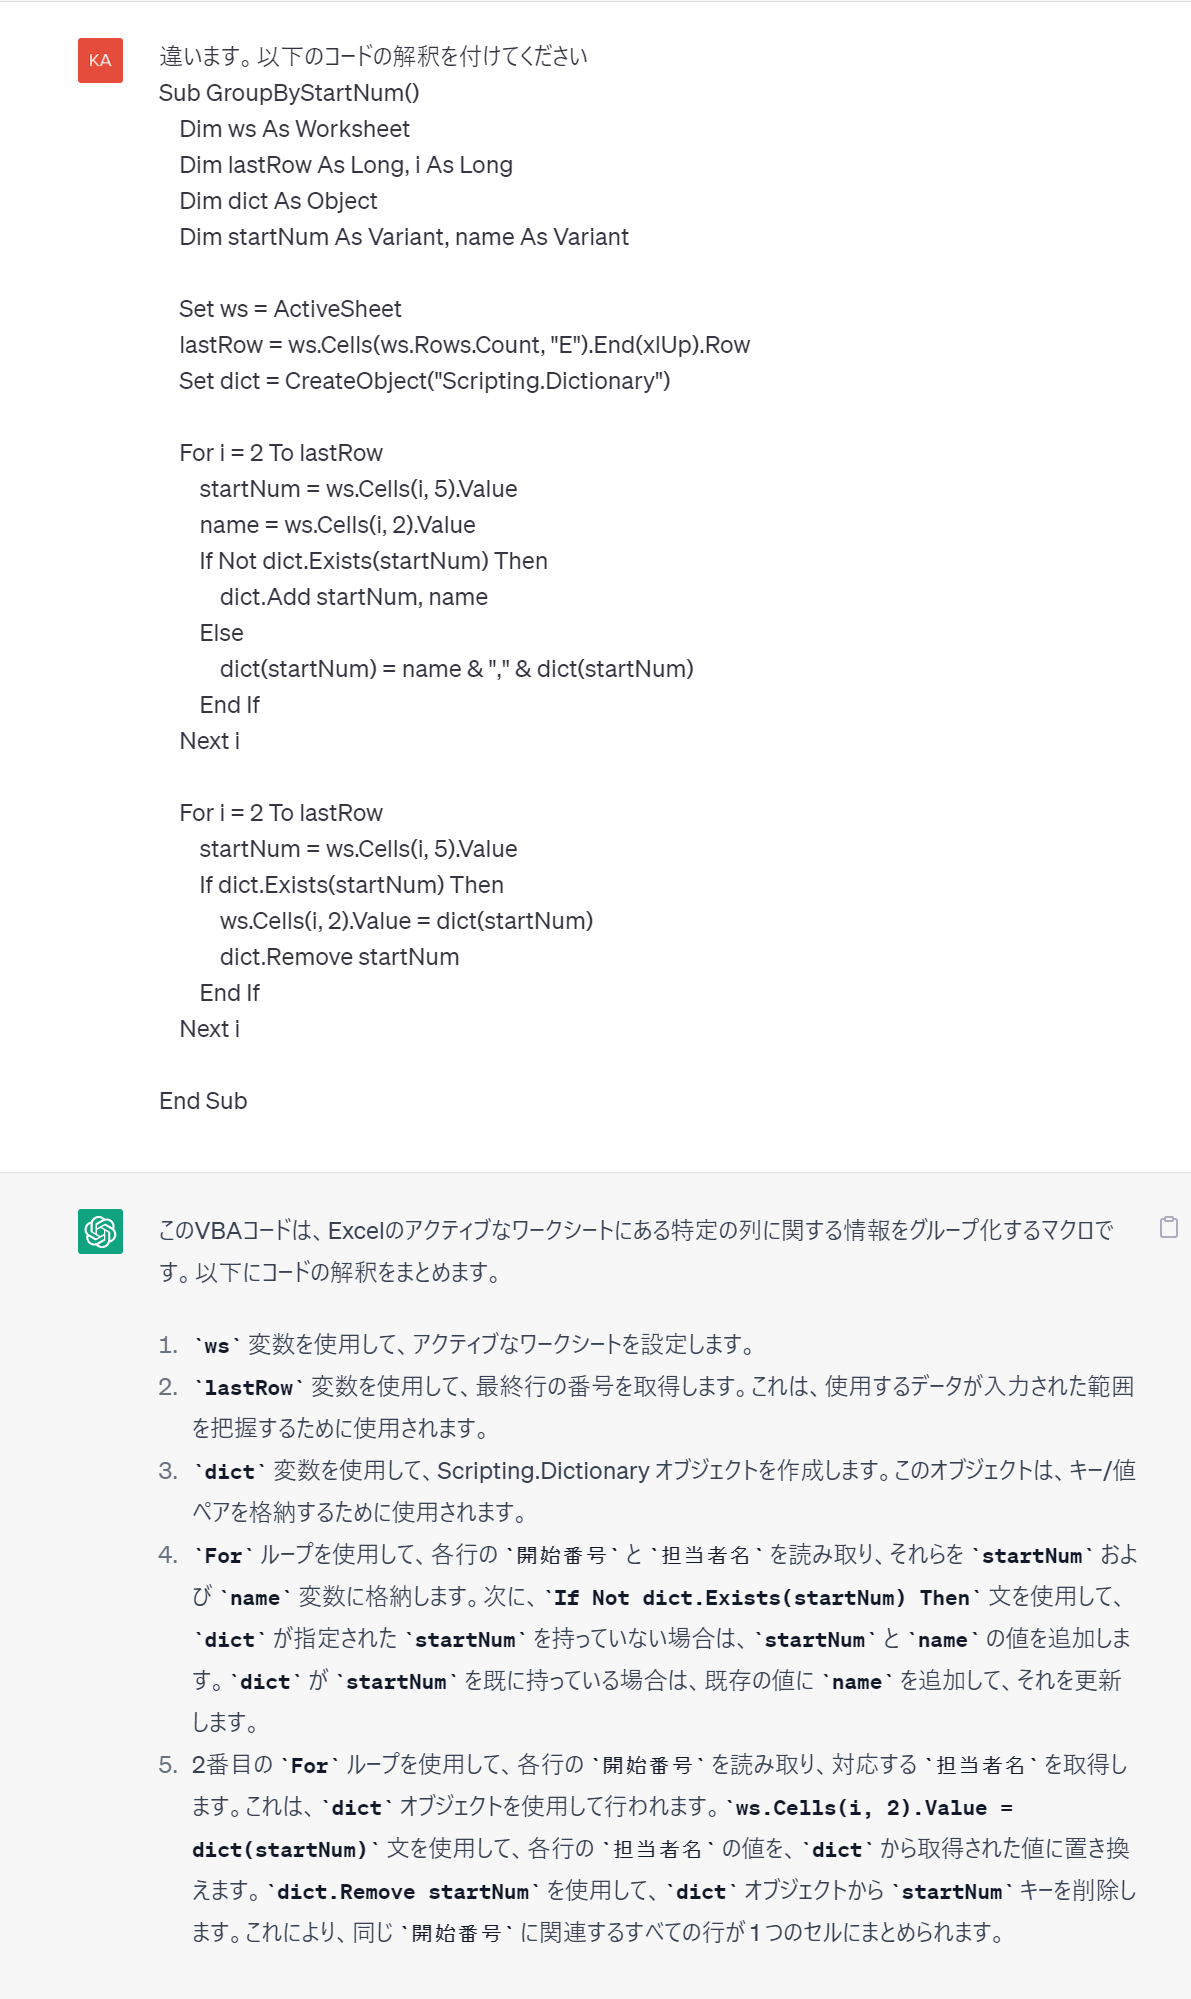 KA
違います。以下のコードの解釈を付けてください
Sub GroupByStartNum()
Dim ws As Worksheet
Dim lastRow As Long, i As Long
Dim dict As Object
Dim startNum As Variant, name As Variant
Set ws = ActiveSheet
lastRow = ws.Cells(ws.Rows.Count, "E").End(xlUp).Row
Set dict = CreateObject("Scripting.Dictionary")
For i = 2 To lastRow
startNum = ws.Cells(i, 5).Value
name = ws.Cells(i, 2).Value
If Not dict.Exists(startNum) Then
dict.Add startNum, name
Else
dict(startNum) = name & "," & dict(startNum)
End If
Next i
For i = 2 To lastRow
startNum = ws.Cells(i, 5).Value
If dict.Exists(startNum) Then
ws.Cells(i, 2).Value = dict(startNum)
dict.Remove startNum
End If
Next i
End Sub
このVBAコードは、Excelのアクティブなワークシートにある特定の列に関する情報をグループ化するマクロで
す。以下にコードの解釈をまとめます。
1. `ws` 変数を使用して、アクティブなワークシートを設定します。
2. `lastRow` 変数を使用して、最終行の番号を取得します。これは、使用するデータが入力された範囲
を把握するために使用されます。
3. `dict` 変数を使用して、Scripting.Dictionary オブジェクトを作成します。このオブジェクトは、キー/値
ペアを格納するために使用されます。
4. `For` ループを使用して、各行の `開始番号` と `担当者名` を読み取り、それらを `startNum` およ
び `name` 変数に格納します。次に、`If Not dict.Exists(startNum) Then` 文を使用して、
`dict` が指定された `startNum` を持っていない場合は、`startNum` と `name` の値を追加しま
す。`dict` が `startNum` を既に持っている場合は、既存の値に `name` を追加して、それを更新
します。
5. 2番目の `For` ループを使用して、各行の `開始番号` を読み取り、対応する `担当者名` を取得し
ます。これは、`dict` オブジェクトを使用して行われます。`ws.Cells(i, 2).Value =
dict(startNum)` 文を使用して、各行の `担当者名` の値を、`dict` から取得された値に置き換
えます。`dict.Remove startNum` を使用して、`dict` オブジェクトから `startNum` キーを削除し
ます。これにより、同じ `開始番号` に関連するすべての行が1つのセルにまとめられます。